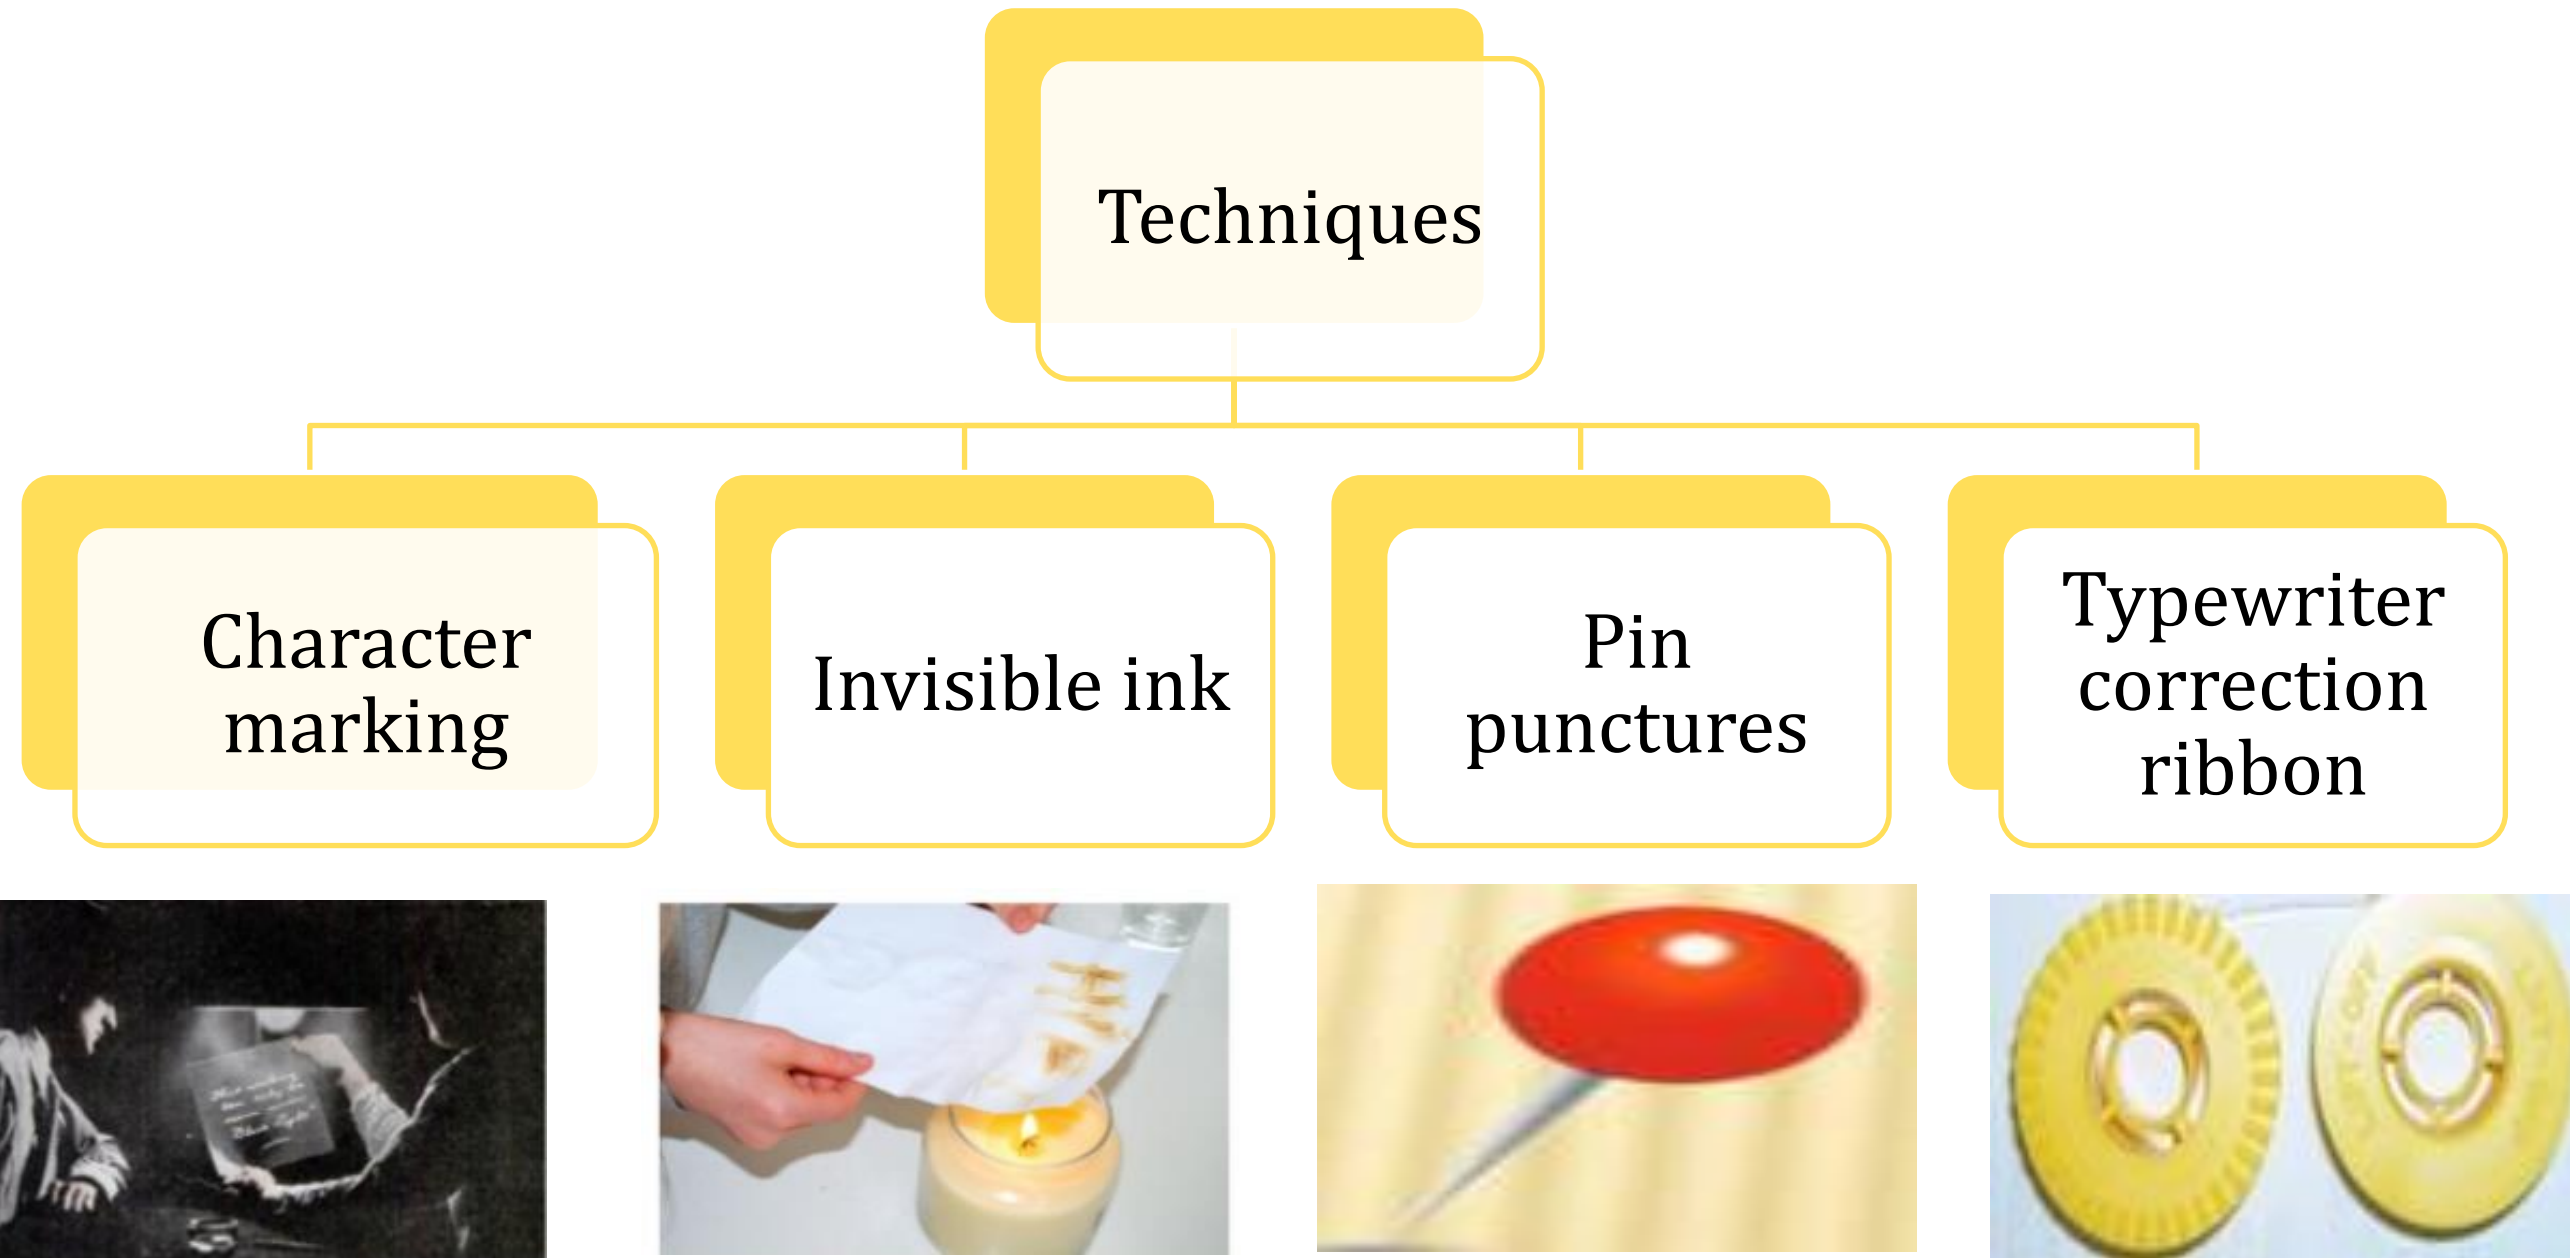 Techniques
Character
marking
Invisible ink
Pin
punctures
Typewriter
correction
ribbon